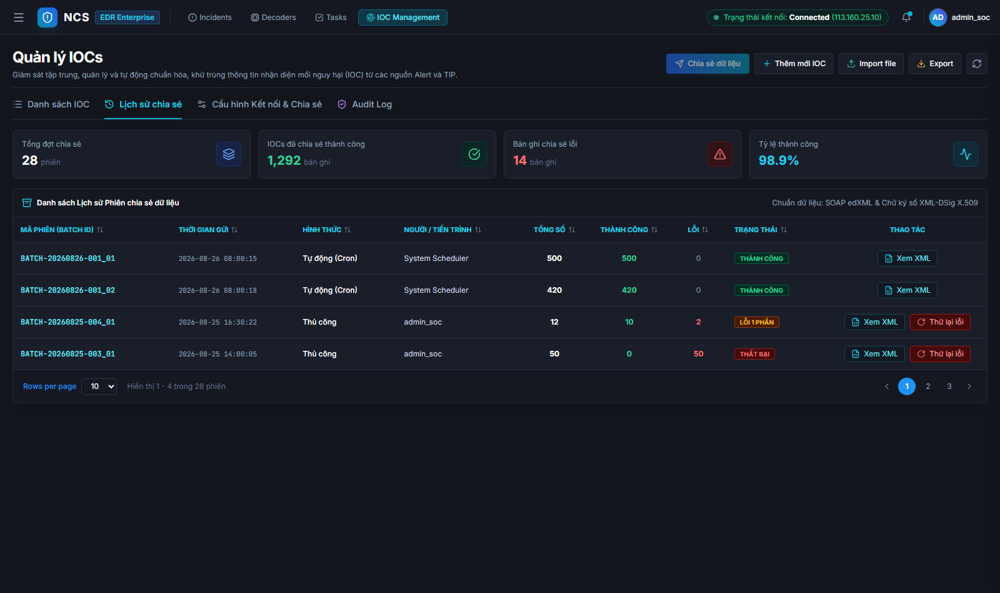 NCS EDR Enterprise Incidents Decoders Tasks IOC Management Trạng thái kết nối: Connected (113.160.25.10) AD admin_soc
Quản lý IOCs
Giám sát tập trung, quản lý và tự động chuẩn hóa, khử trùng thông tin nhận diện mối nguy hại (IOC) từ các nguồn Alert và TIP.
Chia sẻ dữ liệu Thêm mới IOC Import file Export
Danh sách IOC Lịch sử chia sẻ Cấu hình Kết nối & Chia sẻ Audit Log
Tổng đợt chia sẻ
28 phiên
IOCs đã chia sẻ thành công
1,292 bản ghi
Bản ghi chia sẻ lỗi
14 bản ghi
Tỷ lệ thành công
98.9%
Danh sách Lịch sử Phiên chia sẻ dữ liệu Chuẩn dữ liệu: SOAP edXML & Chữ ký số XML-DSig X.509
MÃ PHIÊN (BATCH ID) THỜI GIAN GỬI HÌNH THỨC NGƯỜI / TIẾN TRÌNH TỔNG SỐ THÀNH CÔNG LỖI TRẠNG THÁI THAO TÁC
BATCH-20260826-001_01 2026-08-26 08:00:15 Tự động (Cron) System Scheduler 500 500 0 THÀNH CÔNG Xem XML
BATCH-20260826-001_02 2026-08-26 08:00:18 Tự động (Cron) System Scheduler 420 420 0 THÀNH CÔNG Xem XML
BATCH-20260825-004_01 2026-08-25 16:30:22 Thủ công admin_soc 12 10 2 LỖI 1 PHẦN Xem XML Thử lại lỗi
BATCH-20260825-003_01 2026-08-25 14:00:05 Thủ công admin_soc 50 0 50 THẤT BẠI Xem XML Thử lại lỗi
Rows per page 10 Hiển thị 1 - 4 trong 28 phiên 1 2 3